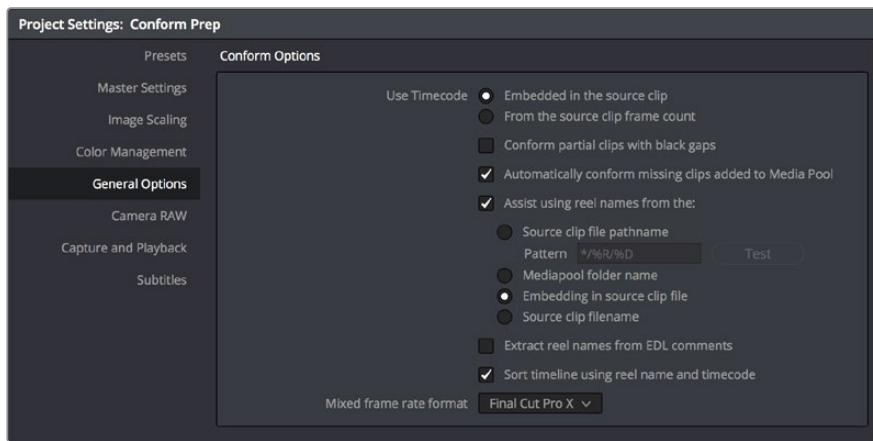 Project Settings: Conform Prep
Presets
Master Settings
Image Scaling
Color Management
General Options
Camera RAW
Capture and Playback
Subtitles
Conform Options
Use Timecode Embedded in the source clip
From the source clip frame count
Conform partial clips with black gaps
Automatically conform missing clips added to Media Pool
Assist using reel names from the:
Source clip file pathname
Pattern */%R/%D Test
Mediapool folder name
Embedding in source clip file
Source clip filename
Extract reel names from EDL comments
Sort timeline using reel name and timecode
Mixed frame rate format Final Cut Pro X